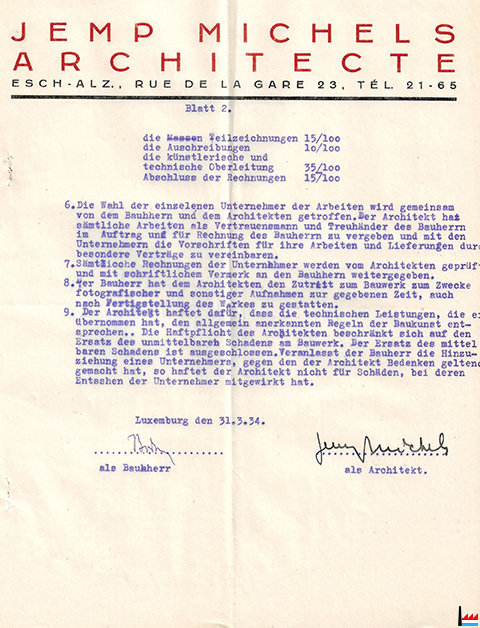 JEMP MICHELS
ARCHITECTE
ESCH-ALZ., RUE DE LA GARE 23, TÉL. 21-65
Blatt 2.
die Massen Teilzeichnungen 15/100
die Auschreibungen 10/100
die künstlerische und
technische Oberleitung 35/100
Abschluss der Rechnungen 15/100
6. Die Wahl der einzelenen Unternehmer der Arbeiten wird gemeinsam
von dem Bauhhern und dem Architekten getroffen. Der Architekt hat
sämtliche Arbeiten als Vertrauensmann und Treuhänder des Bauherrn
im Auftrag und für Rechnung des Bauherrn zu vergeben und mit den
Unternehmern die Vorschriften für ihre Arbeiten und Lieferungen durc
besondere Verträge zu vereinbaren.
7. Sämtliche Rechnungen der Unternehmer werden vom Architekten geprüf
und mit schriftlichem Vermerk an den Bauhern weitergegeben.
8. Der Bauherr hat dem Architekten den Zutritt zum Bauwerk zum Zwecke
fotografischer und sonstiger Aufnahmen zur gegebenen Zeit, auch
nach Fertigstellung des Werkes zu gestatten.
9. Der Architekt haftet dafür, dass die technischen Leistungen, die e
übernommen hat, den allgemein anerkannten Regeln der Baukunst ent-
sprechen.. Die Haftpflicht des Architekten beschränkt sich auf den
Ersatz des unmittelbaren Schadens am Bauwerk. Der Ersatz des mittel
baren Schadens ist ausgeschlossen. Veranlasst der Bauherr die Hinzu-
ziehung eines Unternehmers, gegen den der Architekt Bedenken geltend
gemacht hat, so haftet der Architekt nicht für Schäden, bei deren
Entsehen der Unternehmer mitgewirkt hat.
Luxemburg den 31.3.34.
Jemp Michels
als Bauhherr
als Architekt.